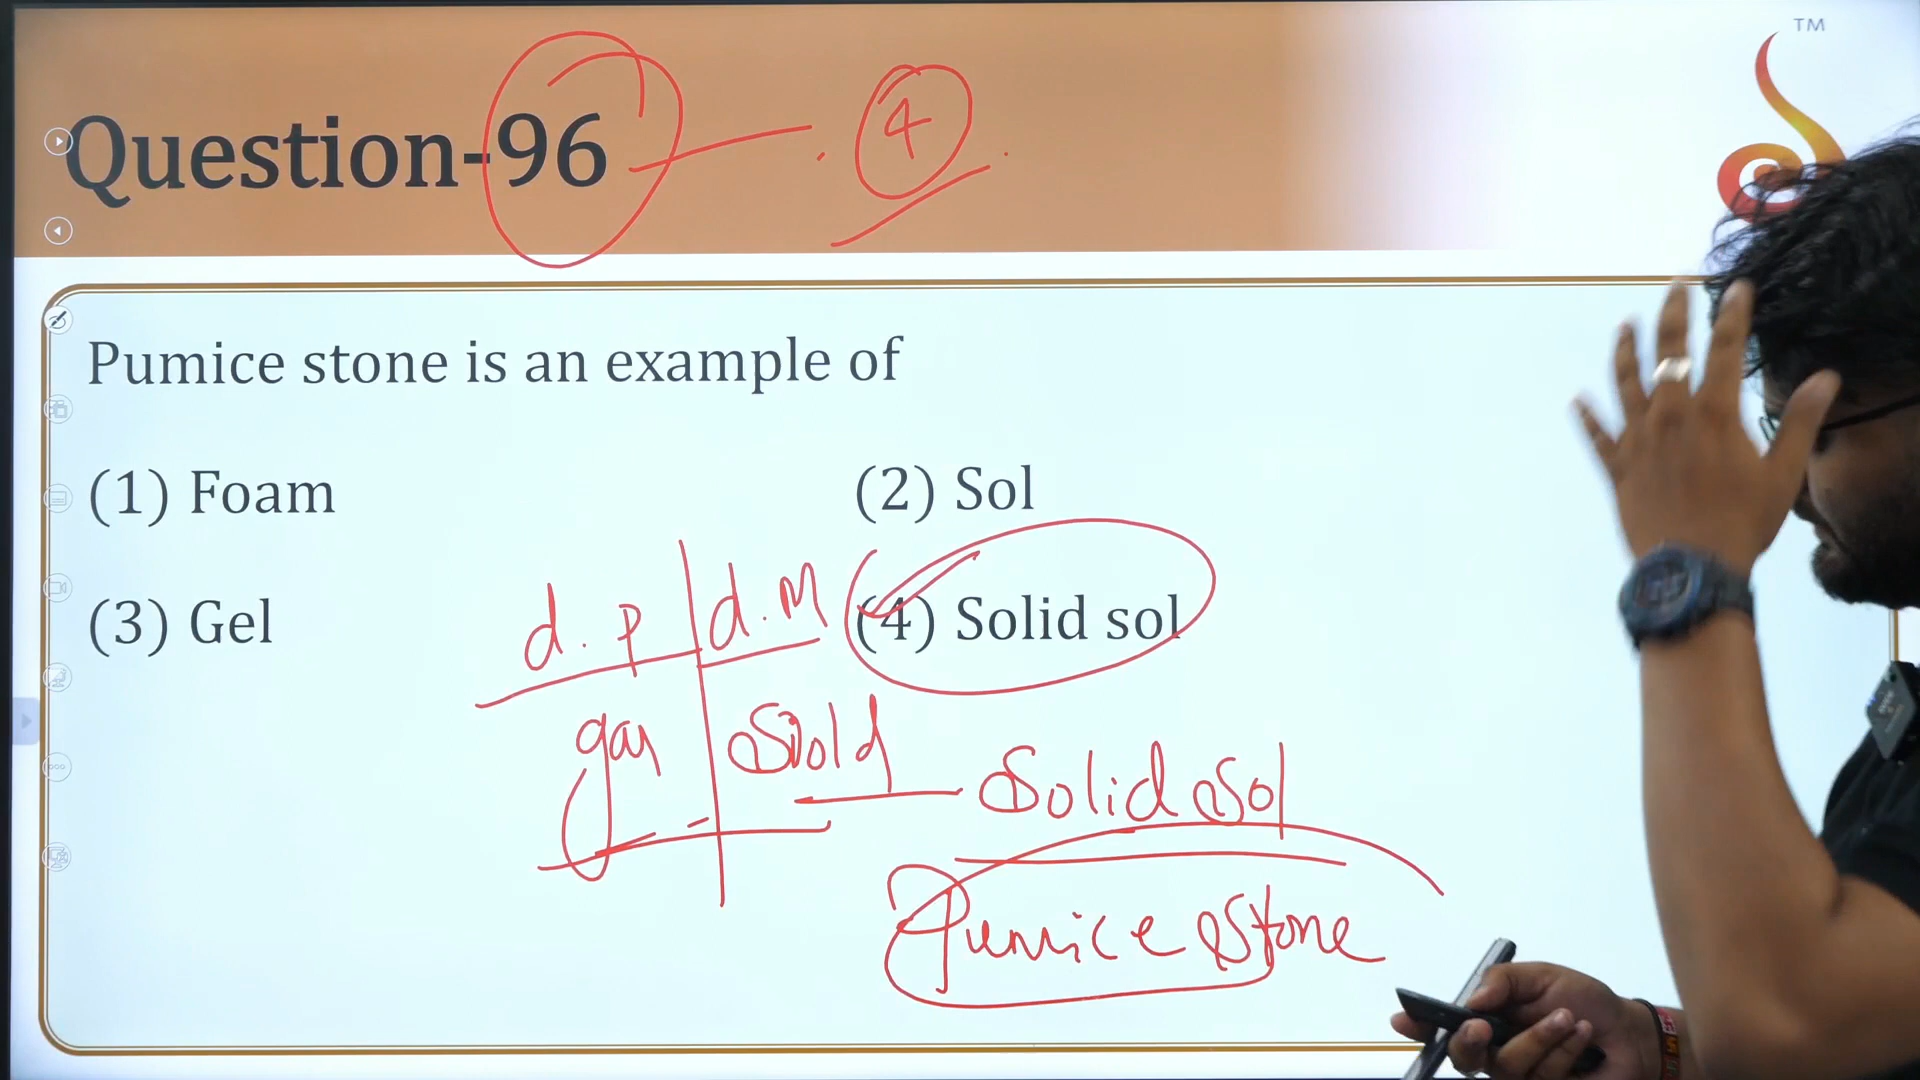 TM
Question-96 4
Pumice stone is an example of
(1) Foam (2) Sol
(3) Gel (4) Solid sol
d.p d.M
gas Solid Solid Sol
Pumice Stone